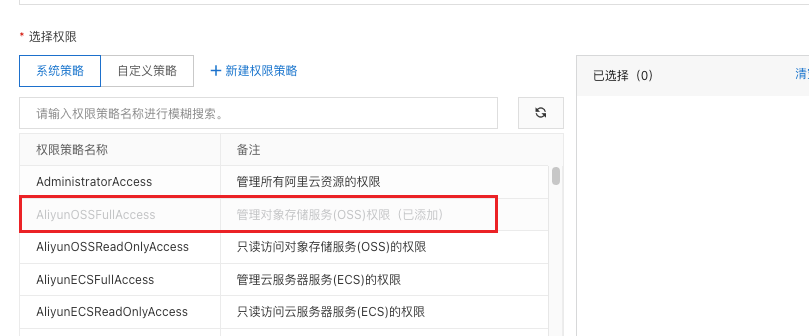 * 选择权限
系统策略 自定义策略 + 新建权限策略
已选择（0）
请输入权限策略名称进行模糊搜索。
权限策略名称 备注
AdministratorAccess 管理所有阿里云资源的权限
AliyunOSSFullAccess 管理对象存储服务(OSS)权限（已添加）
AliyunOSSReadOnlyAccess 只读访问对象存储服务(OSS)的权限
AliyunECSFullAccess 管理云服务器服务(ECS)的权限
AliyunECSReadOnlyAccess 只读访问云服务器服务(ECS)的权限